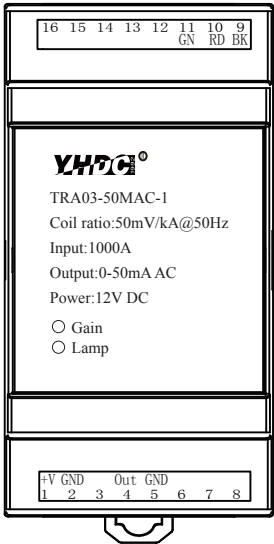 16 15 14 13 12 11 10 9
GN RD BK
YHDC®
TRA03-50MAC-1
Coil ratio:50mV/kA@50Hz
Input:1000A
Output:0-50mA AC
Power:12V DC
Gain
Lamp
+V GND Out GND
1 2 3 4 5 6 7 8